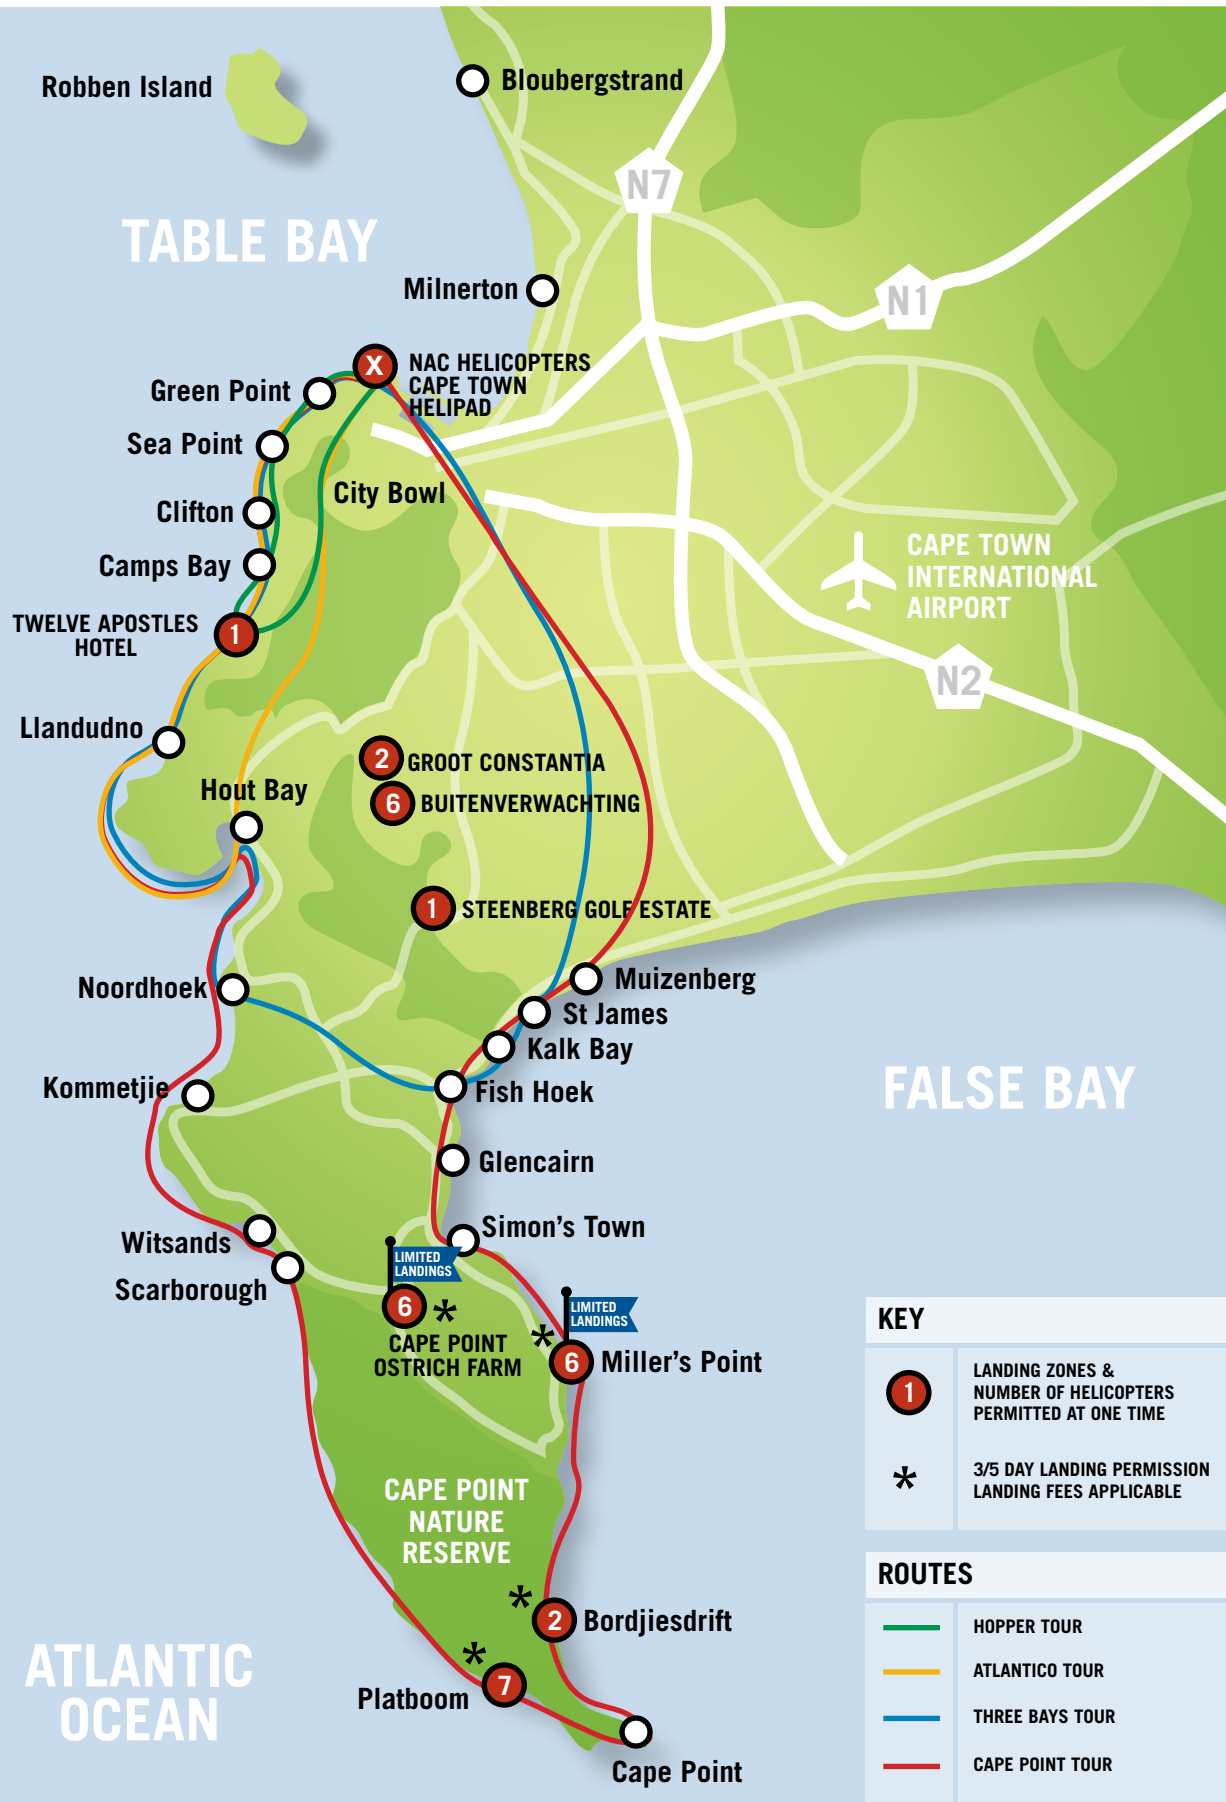 Robben Island
Bloubergstrand
N7
TABLE BAY
Milnerton
N1
X
NAC HELICOPTERS
CAPE TOWN
HELIPAD
Green Point
Sea Point
City Bowl
Clifton
CAPE TOWN
INTERNATIONAL
AIRPORT
Camps Bay
TWELVE APOSTLES
HOTEL
1
N2
Llandudno
2
GROOT CONSTANTIA
Hout Bay
6
BUITENVERWACHTING
1
STEENBERG GOLF ESTATE
Noordhoek
Muizenberg
St James
Kalk Bay
Kommetjie
Fish Hoek
FALSE BAY
Glencairn
Simon's Town
Witsands
Scarborough
LIMITED
LANDINGS
6 *
CAPE POINT
OSTRICH FARM
LIMITED
LANDINGS
*
6
Miller's Point
CAPE POINT
NATURE
RESERVE
*
2
Bordjiesdrift
*
7
Platboom
Cape Point
ATLANTIC
OCEAN
KEY
1
LANDING ZONES &
NUMBER OF HELICOPTERS
PERMITTED AT ONE TIME
*
3/5 DAY LANDING PERMISSION
LANDING FEES APPLICABLE
ROUTES
HOPPER TOUR
ATLANTICO TOUR
THREE BAYS TOUR
CAPE POINT TOUR